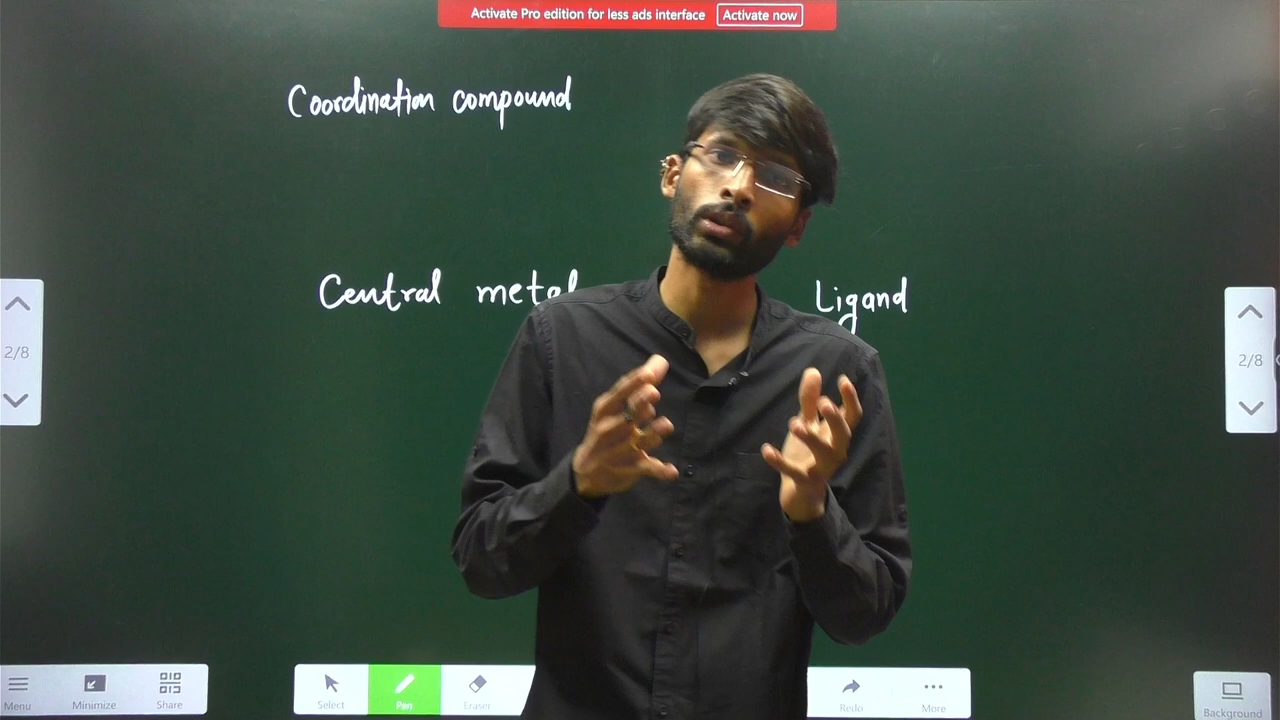 Activate Pro edition for less ads interface Activate now
Coordination compound
Central metal Ligand
2/8 2/8
Menu Minimize Share Select Pen Eraser Redo More Background